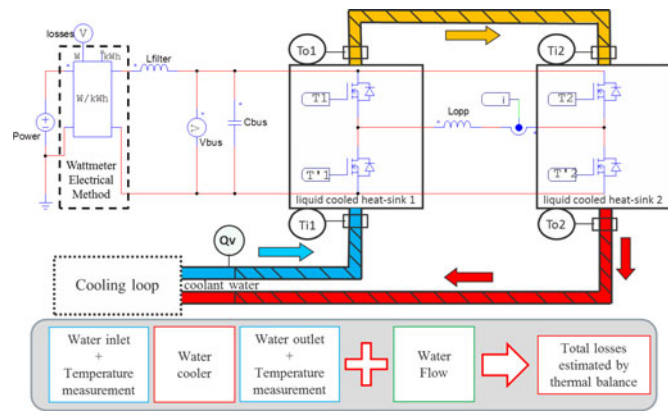 losses
V
W
kWh
W/kWh
Power
Wattmeter
Electrical
Method
Lfilter
V
Vbus
Cbus
To1
Ti2
T1
T'1
Lopp
i
T2
T'2
liquid cooled heat-sink 1
liquid cooled heat-sink 2
Ti1
To2
Qv
Cooling loop
coolant water
Water inlet
+
Temperature
measurement
Water
cooler
Water outlet
+
Temperature
measurement
Water
Flow
Total losses
estimated by
thermal balance